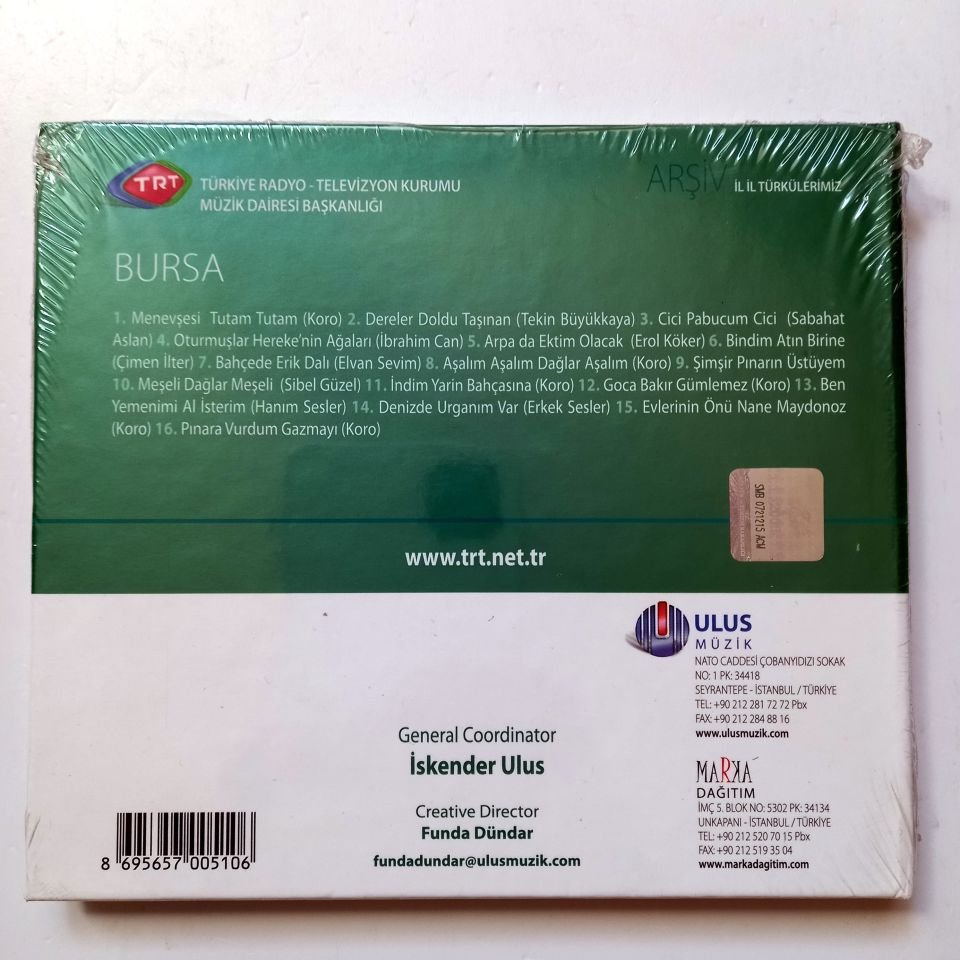 TRT
TÜRKİYE RADYO - TELEVİZYON KURUMU
MÜZİK DAİRESİ BAŞKANLIĞI
ARŞİV İL İL TÜRKÜLERİMİZ
BURSA
1. Menevşesi Tutam Tutam (Koro) 2. Dereler Doldu Taşınan (Tekin Büyükkaya) 3. Cici Pabucum Cici (Sabahat
Aslan) 4. Oturmuşlar Hereke'nin Ağaları (İbrahim Can) 5. Arpa da Ektim Olacak (Erol Köker) 6. Bindim Atın Birine
(Çimen İlter) 7. Bahçede Erik Dalı (Elvan Sevim) 8. Aşalım Aşalım Dağlar Aşalım (Koro) 9. Şimşir Pınarın Üstüyem
10. Meşeli Dağlar Meşeli (Sibel Güzel) 11. İndim Yarin Bahçasına (Koro) 12. Goca Bakır Gümlemez (Koro) 13. Ben
Yemenimi Al İsterim (Hanım Sesler) 14. Denizde Urganım Var (Erkek Sesler) 15. Evlerinin Önü Nane Maydonoz
(Koro) 16. Pınara Vurdum Gazmayı (Koro)
SMB 0721215 ACM
www.trt.net.tr
ULUS
MÜZİK
NATO CADDESİ ÇOBANYIDIZI SOKAK
NO: 1 PK: 34418
SEYRANTEPE - İSTANBUL / TÜRKİYE
TEL: +90 212 281 72 72 Pbx
FAX: +90 212 284 88 16
www.ulusmuzik.com
General Coordinator
İskender Ulus
Creative Director
Funda Dündar
fundadundar@ulusmuzik.com
MARKA
DAĞITIM
İMÇ 5. BLOK NO: 5302 PK: 34134
UNKAPANI - İSTANBUL / TÜRKİYE
TEL: +90 212 520 70 15 Pbx
FAX: +90 212 519 35 04
www.markadagitim.com
8 695657 005106